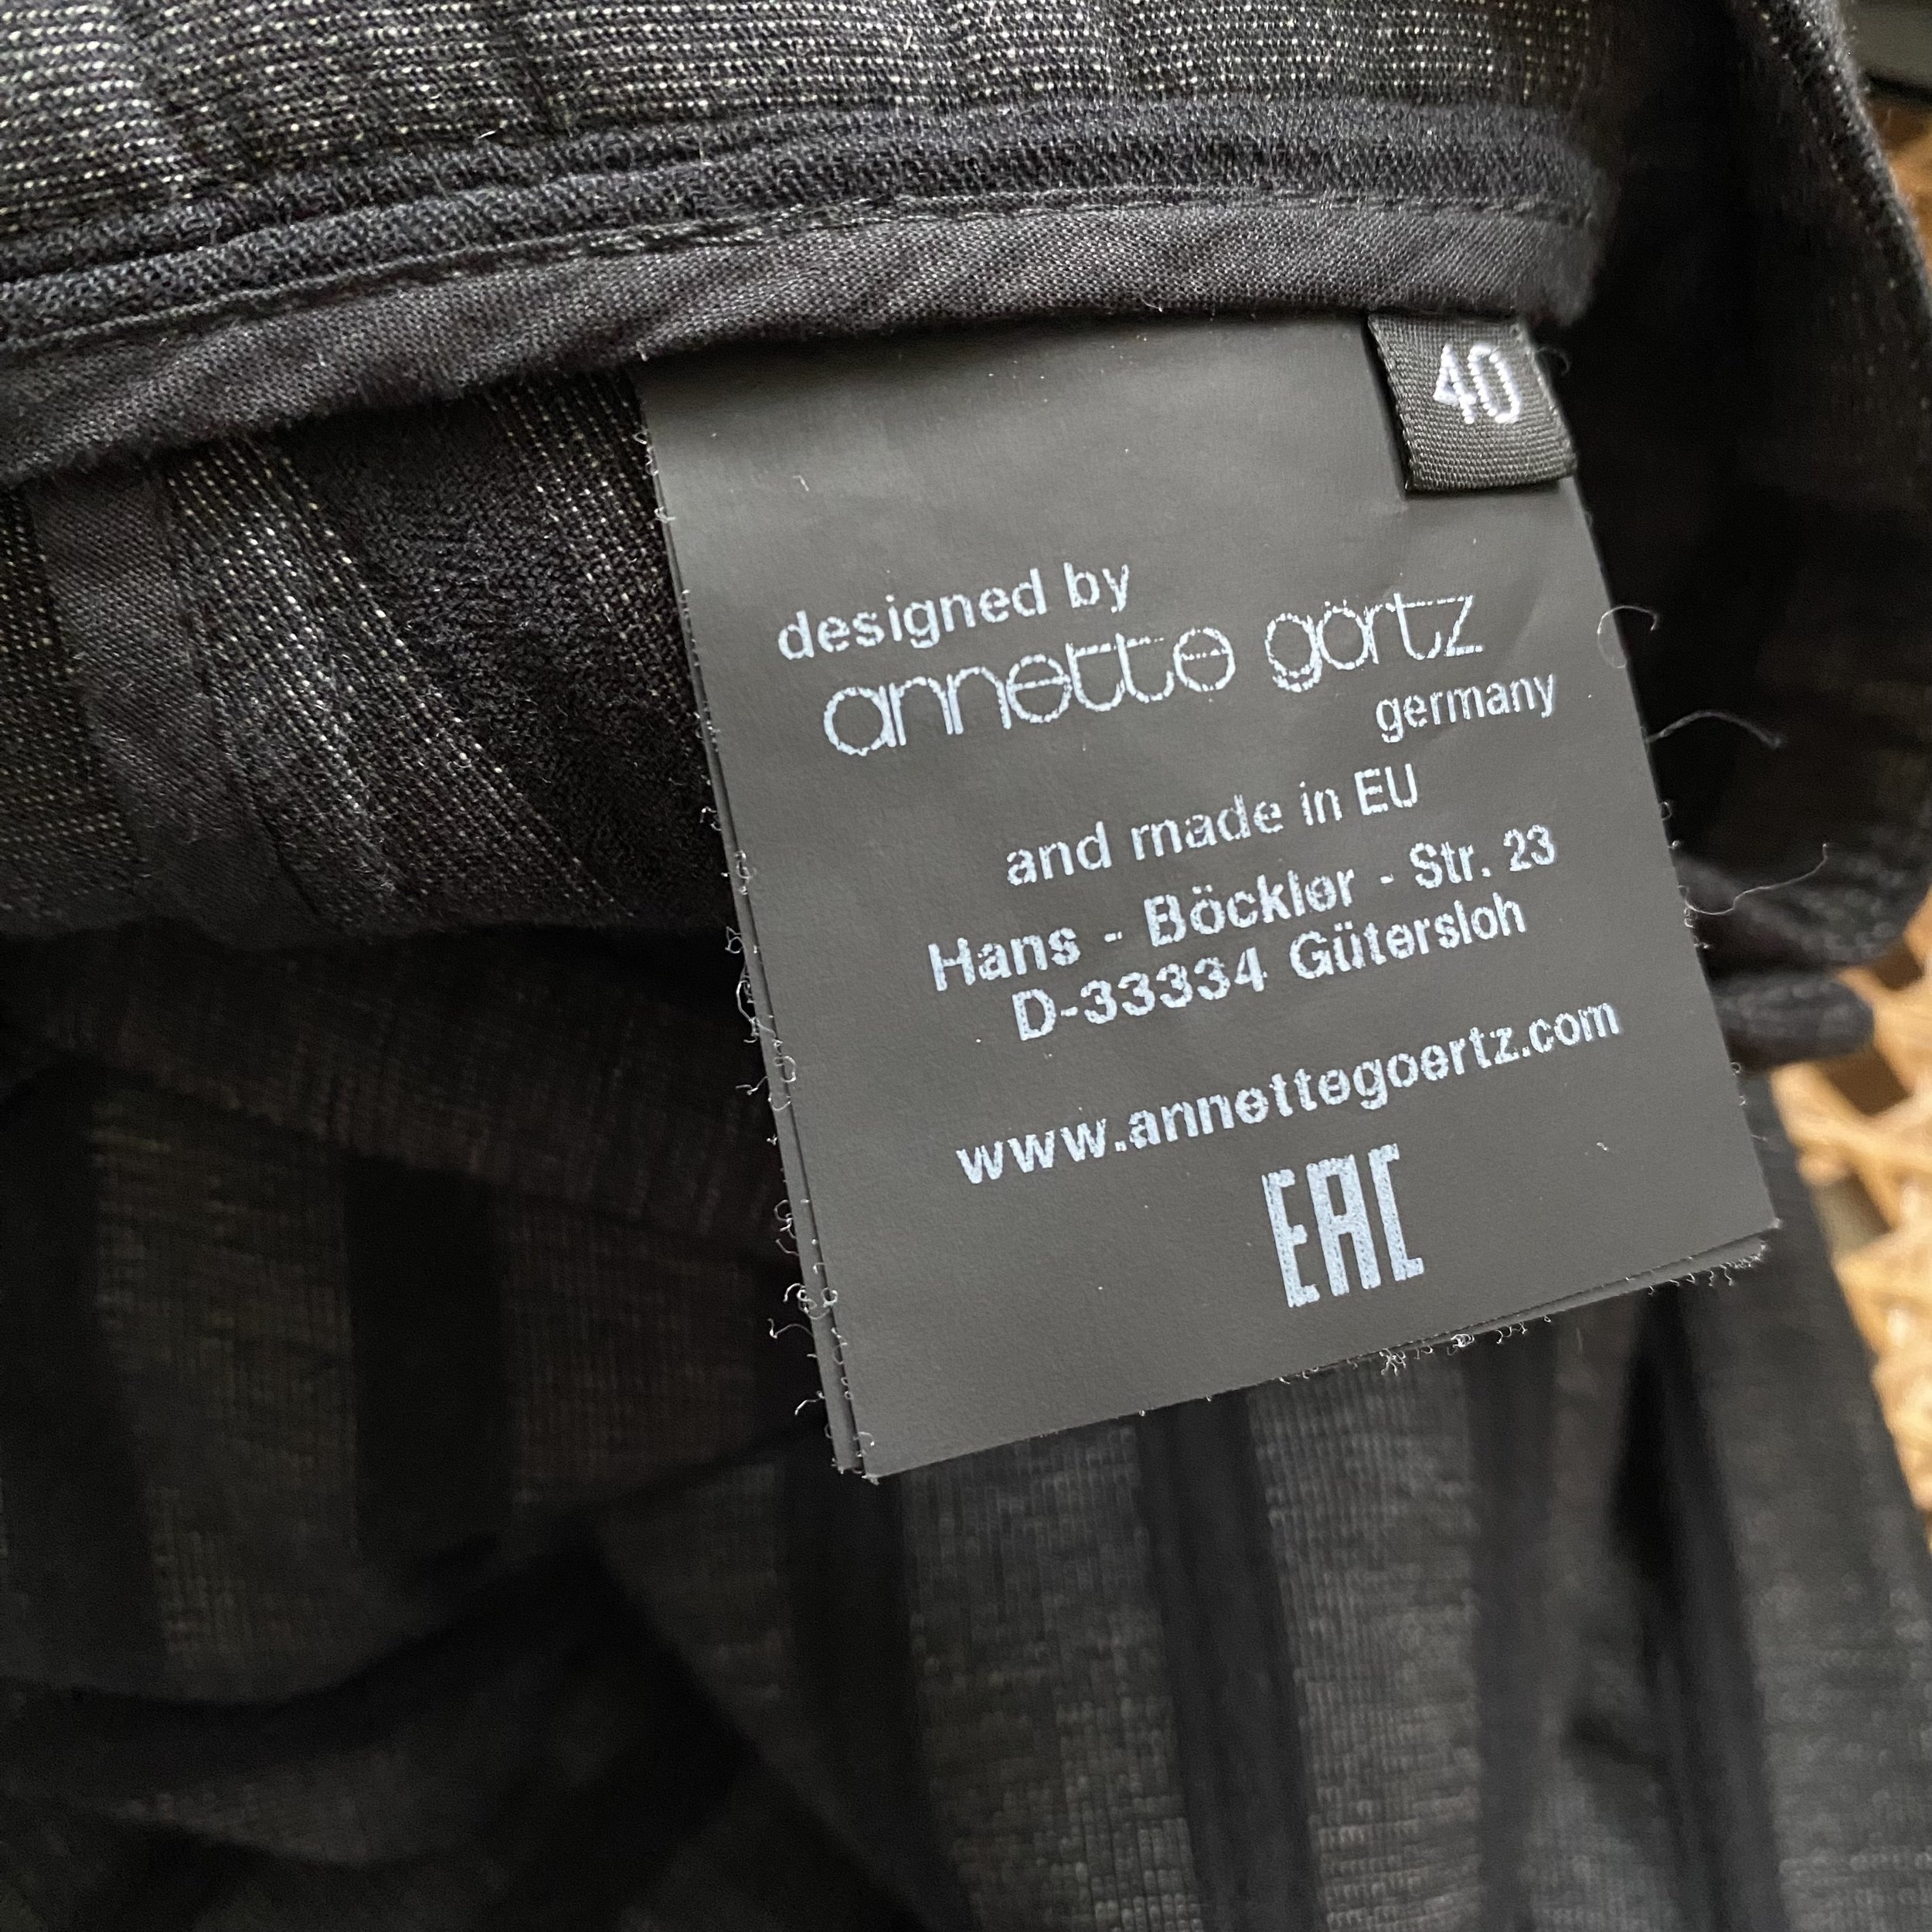 40
designed by
annette görtz
germany
and made in EU
Hans - Böckler - Str. 23
D-33334 Gütersloh
www.annettegoertz.com
EAC